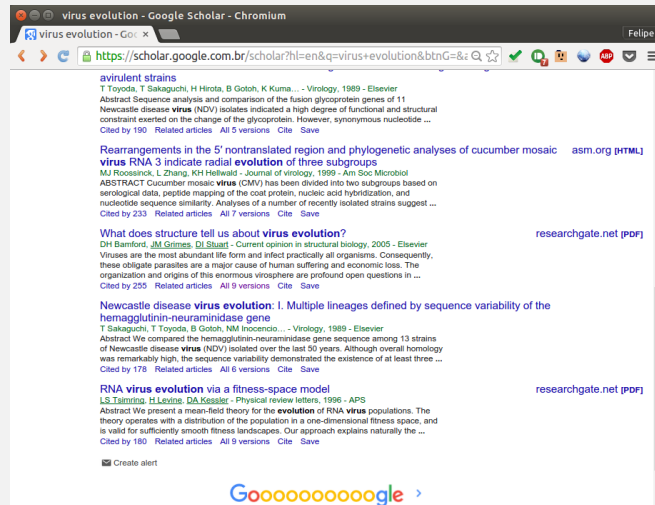 virus evolution - Google Scholar - Chromium
virus evolution - Goo ×
Felipe
https://scholar.google.com.br/scholar?hl=en&q=virus+evolution&btnG=&
avirulent strains
T Toyoda, T Sakaguchi, H Hirota, B Gotoh, K Kuma… - Virology, 1989 - Elsevier
Abstract Sequence analysis and comparison of the fusion glycoprotein genes of 11
Newcastle disease virus (NDV) isolates indicated a high degree of functional and structural
constraint exerted on the change of the glycoprotein. However, synonymous nucleotide ...
Cited by 190 Related articles All 5 versions Cite Save
Rearrangements in the 5' nontranslated region and phylogenetic analyses of cucumber mosaic asm.org [HTML]
virus RNA 3 indicate radial evolution of three subgroups
MJ Roossinck, L Zhang, KH Hellwald - Journal of virology, 1999 - Am Soc Microbiol
ABSTRACT Cucumber mosaic virus (CMV) has been divided into two subgroups based on
serological data, peptide mapping of the coat protein, nucleic acid hybridization, and
nucleotide sequence similarity. Analyses of a number of recently isolated strains suggest ...
Cited by 233 Related articles All 7 versions Cite Save
What does structure tell us about virus evolution? researchgate.net [PDF]
DH Bamford, JM Grimes, DI Stuart - Current opinion in structural biology, 2005 - Elsevier
Viruses are the most abundant life form and infect practically all organisms. Consequently,
these obligate parasites are a major cause of human suffering and economic loss. The
organization and origins of this enormous virosphere are profound open questions in ...
Cited by 255 Related articles All 9 versions Cite Save
Newcastle disease virus evolution: I. Multiple lineages defined by sequence variability of the
hemagglutinin-neuraminidase gene
T Sakaguchi, T Toyoda, B Gotoh, NM Inocencio… - Virology, 1989 - Elsevier
Abstract We compared the hemagglutinin-neuraminidase gene sequence among 13 strains
of Newcastle disease virus (NDV) isolated over the last 50 years. Although overall homology
was remarkably high, the sequence variability demonstrated the existence of at least three ...
Cited by 178 Related articles All 6 versions Cite Save
RNA virus evolution via a fitness-space model researchgate.net [PDF]
LS Tsimring, H Levine, DA Kessler - Physical review letters, 1996 - APS
Abstract We present a mean-field theory for the evolution of RNA virus populations. The
theory operates with a distribution of the population in a one-dimensional fitness space, and
is valid for sufficiently smooth fitness landscapes. Our approach explains naturally the ...
Cited by 180 Related articles All 9 versions Cite Save
Create alert
Goooooooooogle >